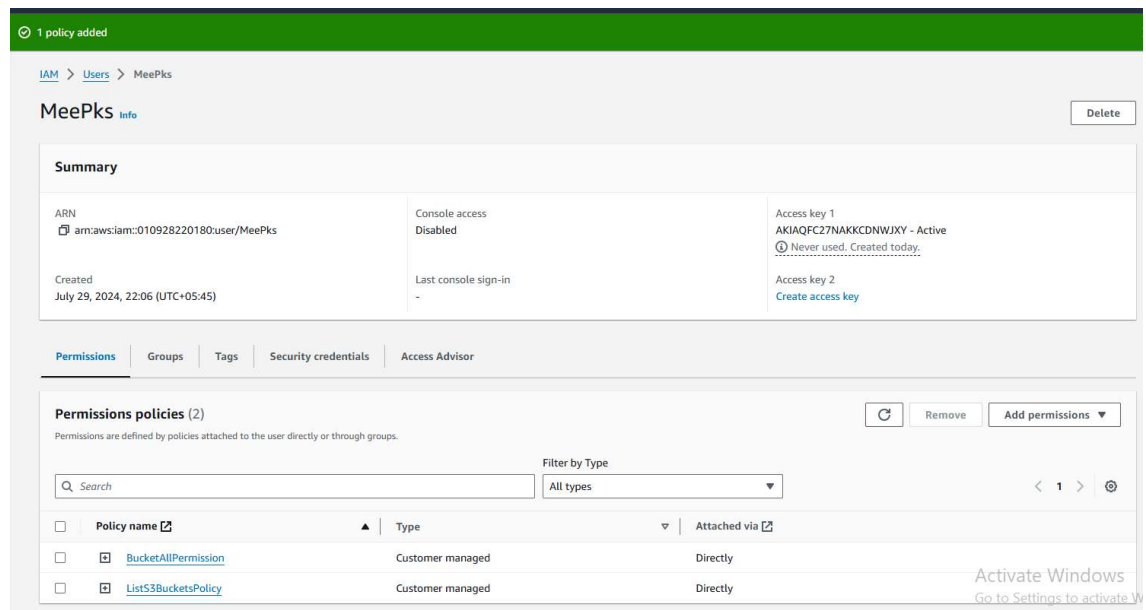 1 policy added
IAM > Users > MeePks
MeePks Info
Delete
Summary
ARN
arn:aws:iam::010928220180:user/MeePks
Console access
Disabled
Access key 1
AKIAQFC27NAKKCDNWJXY - Active
Never used. Created today.
Created
July 29, 2024, 22:06 (UTC+05:45)
Last console sign-in
-
Access key 2
Create access key
Permissions Groups Tags Security credentials Access Advisor
Permissions policies (2)
Remove Add permissions
Permissions are defined by policies attached to the user directly or through groups.
Filter by Type
Search All types
1
Policy name Type Attached via
BucketAllPermission Customer managed Directly
ListS3BucketsPolicy Customer managed Directly
Activate Windows
Go to Settings to activate